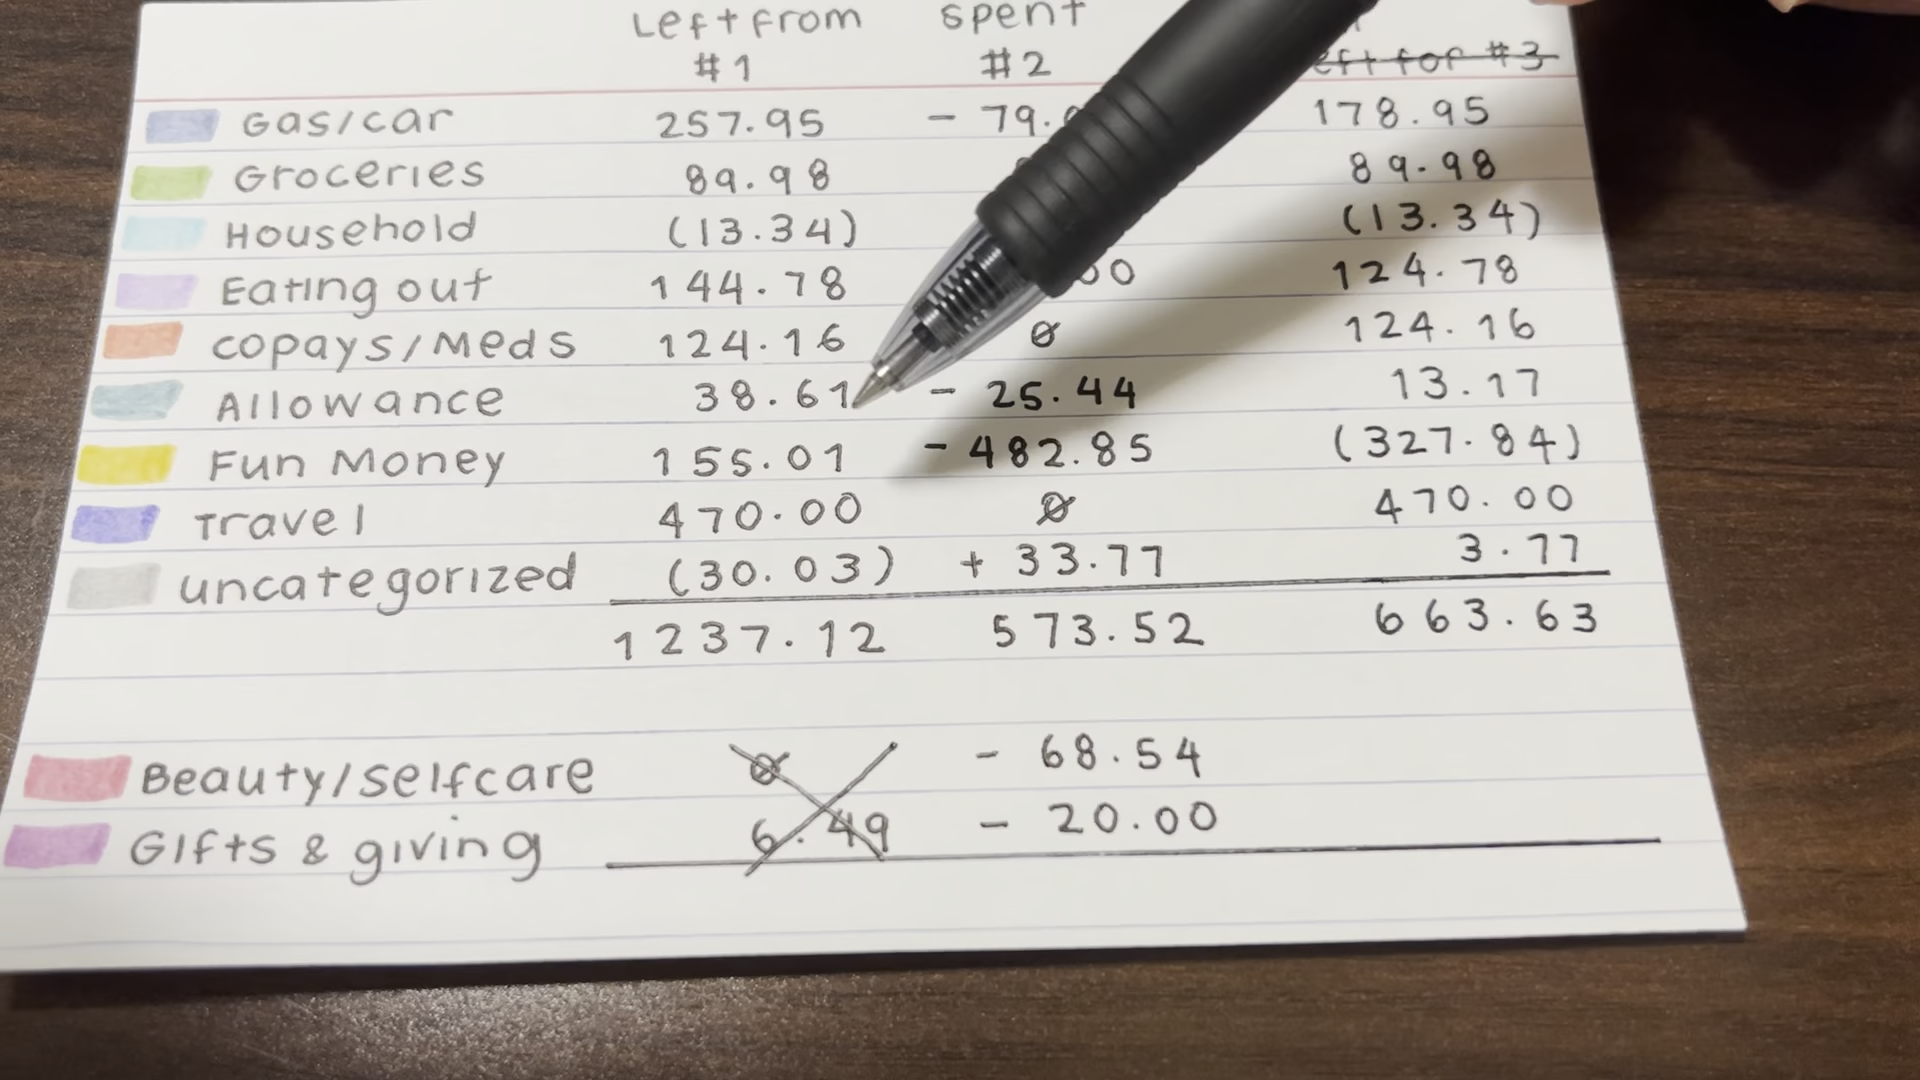 Left from spent
#1 #2 left for #3
Gas/car 257.95 - 79. 178.95
Groceries 89.98 89.98
Household (13.34) (13.34)
Eating out 144.78 00 124.78
copays/Meds 124.16 0 124.16
Allowance 38.61 - 25.44 13.17
Fun Money 155.01 - 482.85 (327.84)
Travel 470.00 0 470.00
uncategorized (30.03) + 33.77 3.77
1237.12 573.52 663.63
Beauty/selfcare 0 - 68.54
Gifts & giving 6.49 - 20.00